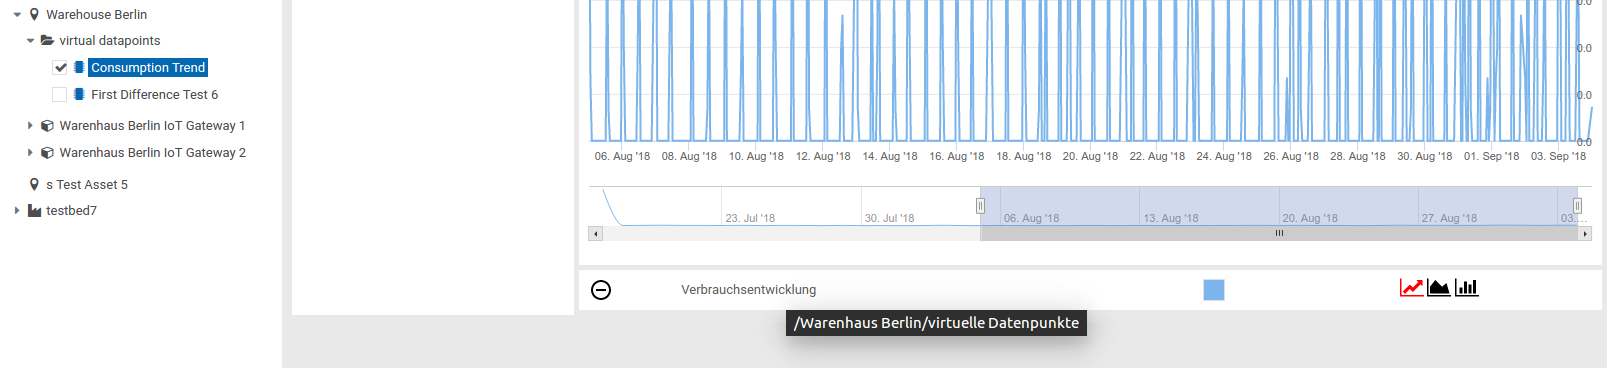 Warehouse Berlin
virtual datapoints
Consumption Trend
First Difference Test 6
Warenhaus Berlin IoT Gateway 1
Warenhaus Berlin IoT Gateway 2
s Test Asset 5
testbed7
0.0
0.0
0.0
0.0
06. Aug '18 08. Aug '18 10. Aug '18 12. Aug '18 14. Aug '18 16. Aug '18 18. Aug '18 20. Aug '18 22. Aug '18 24. Aug '18 26. Aug '18 28. Aug '18 30. Aug '18 01. Sep '18 03. Sep '18
23. Jul '18 30. Jul '18 06. Aug '18 13. Aug '18 20. Aug '18 27. Aug '18 03....
Verbrauchsentwicklung
/Warenhaus Berlin/virtuelle Datenpunkte